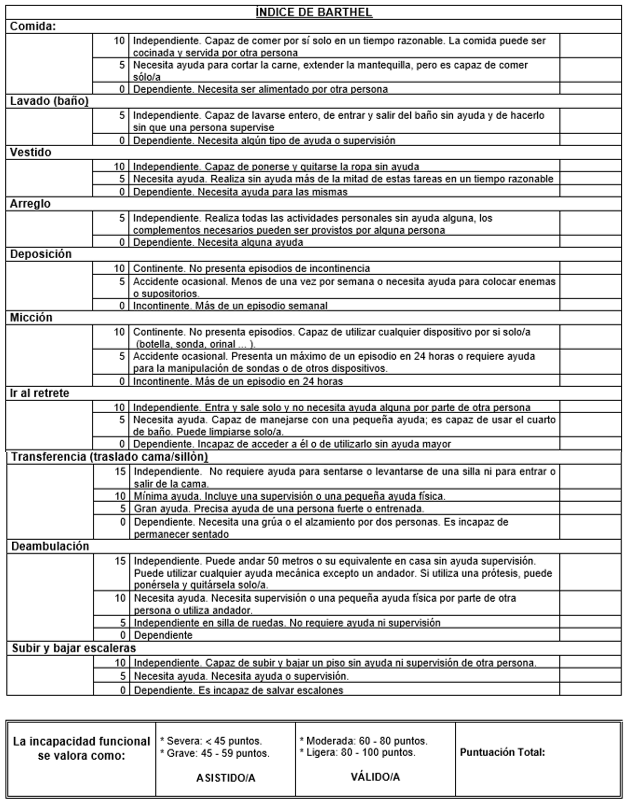 INDICE DE BARTHEL
Comida:
10 Independiente. Capaz de comer por sí solo en un tiempo razonable. La comida puede ser
cocinada y servida por otra persona
5 Necesita ayuda para cortar la carne, extender la mantequilla, pero es capaz de comer
sólo/a
0 Dependiente. Necesita ser alimentado por otra persona
Lavado (baño)
5 Independiente. Capaz de lavarse entero, de entrar y salir del baño sin ayuda y de hacerlo
sin que una persona supervise
0 Dependiente. Necesita algún tipo de ayuda o supervisión
Vestido
10 Independiente. Capaz de ponerse y quitarse la ropa sin ayuda
5 Necesita ayuda. Realiza sin ayuda más de la mitad de estas tareas en un tiempo razonable
0 Dependiente. Necesita ayuda para las mismas
Arreglo
5 Independiente. Realiza todas las actividades personales sin ayuda alguna, los
complementos necesarios pueden ser provistos por alguna persona
0 Dependiente. Necesita alguna ayuda
Deposición
10 Continente. No presenta episodios de incontinencia
5 Accidente ocasional. Menos de una vez por semana o necesita ayuda para colocar enemas
o supositorios.
0 Incontinente. Más de un episodio semanal
Micción
10 Continente. No presenta episodios. Capaz de utilizar cualquier dispositivo por si solo/a
(botella, sonda, orinal ... ).
5 Accidente ocasional. Presenta un máximo de un episodio en 24 horas o requiere ayuda
para la manipulación de sondas o de otros dispositivos.
0 Incontinente. Más de un episodio en 24 horas
Ir al retrete
10 Independiente. Entra y sale solo y no necesita ayuda alguna por parte de otra persona
5 Necesita ayuda. Capaz de manejarse con una pequeña ayuda; es capaz de usar el cuarto
de baño. Puede limpiarse solo/a.
0 Dependiente. Incapaz de acceder a él o de utilizarlo sin ayuda mayor
Transferencia (traslado cama/sillón)
15 Independiente. No requiere ayuda para sentarse o levantarse de una silla ni para entrar o
salir de la cama.
10 Mínima ayuda. Incluye una supervisión o una pequeña ayuda física.
5 Gran ayuda. Precisa ayuda de una persona fuerte o entrenada.
0 Dependiente. Necesita una grúa o el alzamiento por dos personas. Es incapaz de
permanecer sentado
Deambulación
15 Independiente. Puede andar 50 metros o su equivalente en casa sin ayuda supervisión.
Puede utilizar cualquier ayuda mecánica excepto un andador. Si utiliza una prótesis, puede
ponérsela y quitársela solo/a.
10 Necesita ayuda. Necesita supervisión o una pequeña ayuda física por parte de otra
persona o utiliza andador.
5 Independiente en silla de ruedas. No requiere ayuda ni supervisión
0 Dependiente
Subir y bajar escaleras
10 Independiente. Capaz de subir y bajar un piso sin ayuda ni supervisión de otra persona.
5 Necesita ayuda. Necesita ayuda o supervisión.
0 Dependiente. Es incapaz de salvar escalones
La incapacidad funcional
se valora como:
* Severa: < 45 puntos.
* Grave: 45 - 59 puntos.
ASISTIDO/A
* Moderada: 60 - 80 puntos.
* Ligera: 80 - 100 puntos.
VÁLIDO/A
Puntuación Total: